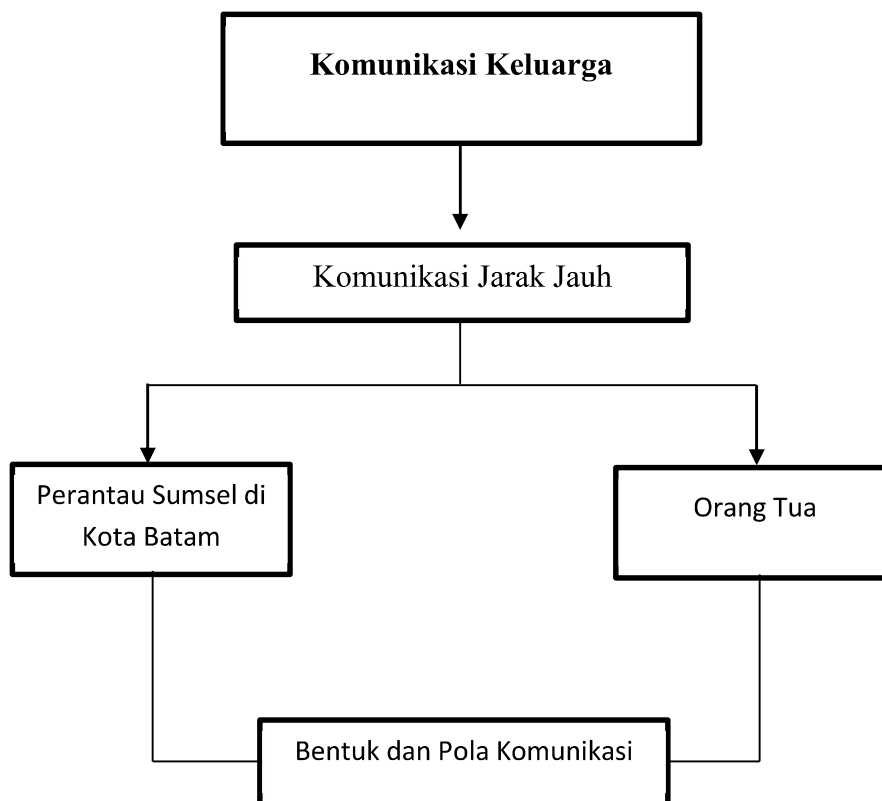 Komunikasi Keluarga
Komunikasi Jarak Jauh
Perantau Sumsel di
Kota Batam
Orang Tua
Bentuk dan Pola Komunikasi